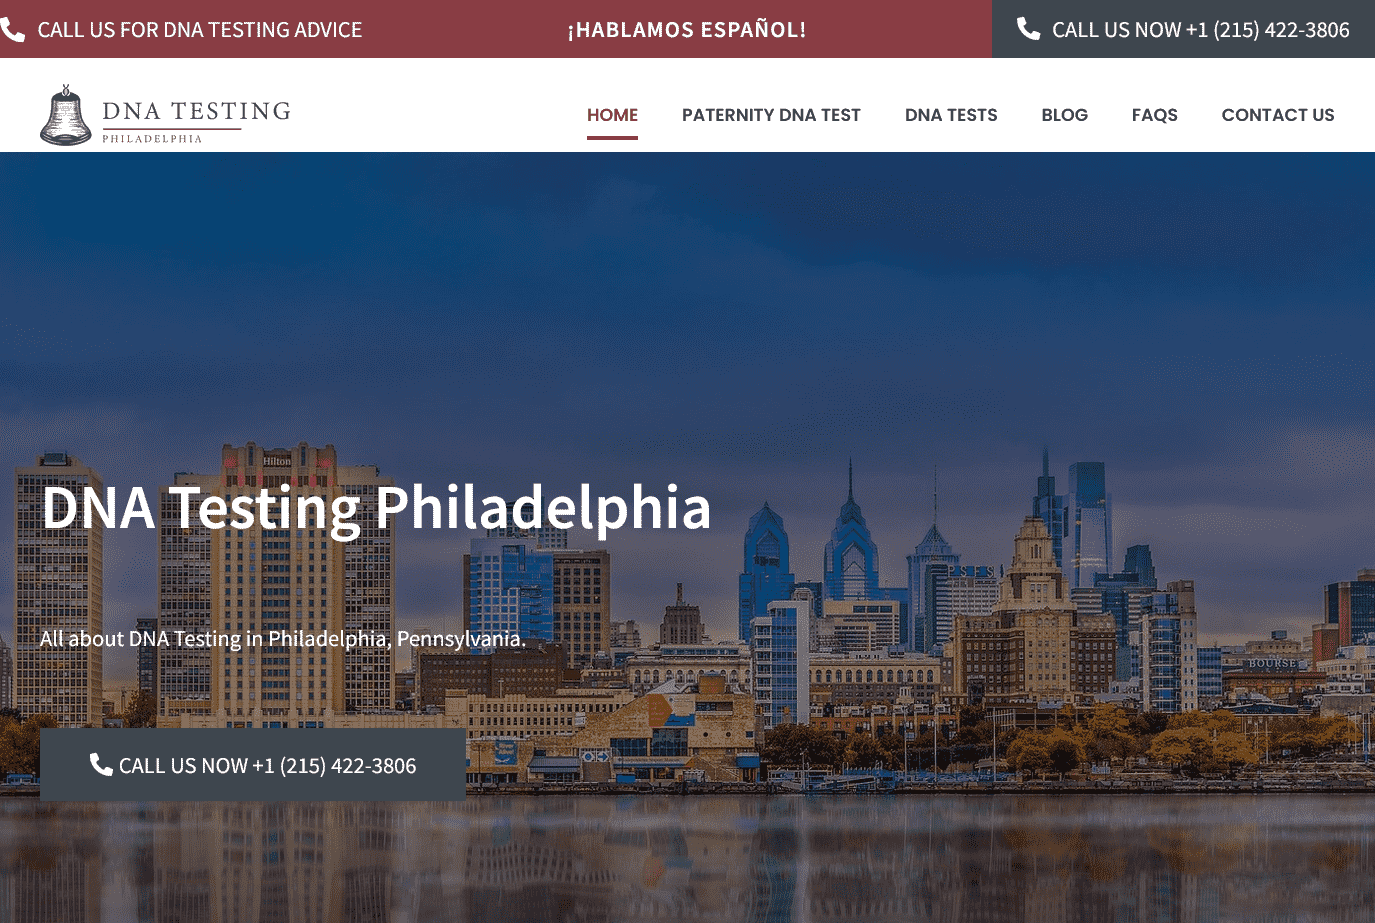 CALL US FOR DNA TESTING ADVICE
¡HABLAMOS ESPAÑOL!
CALL US NOW +1 (215) 422-3806
DNA TESTING
PHILADELPHIA
HOME
PATERNITY DNA TEST
DNA TESTS
BLOG
FAQS
CONTACT US
Hilton
DNA Testing Philadelphia
PSFS
All about DNA Testing in Philadelphia, Pennsylvania.
BOURSE
CALL US NOW +1 (215) 422-3806